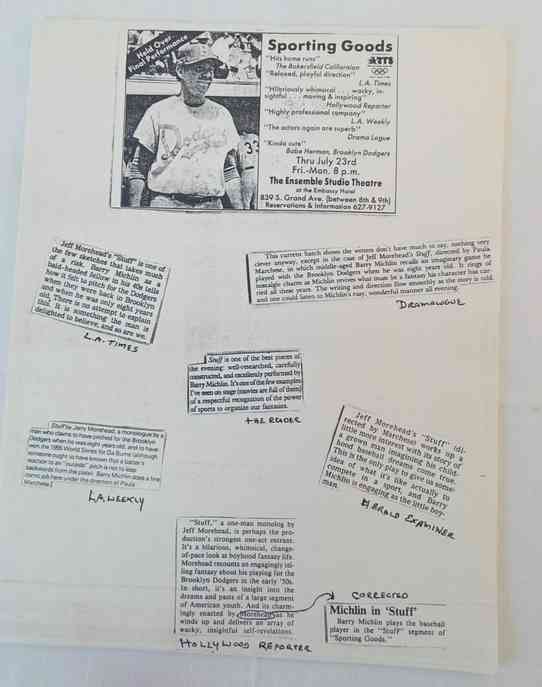 Held Over
Final Performance
Sporting Goods
"Hits home runs"
The Bakersfield Californian
"Relaxed, playful direction"
L.A. Times
"Hilariously whimsical . . . wacky, in-
sightful . . . moving & inspiring"
Hollywood Reporter
"Highly professional company"
L.A. Weekly
"The actors again are superb"
Drama Logue
"Kinda cute"
Babe Herman, Brooklyn Dodgers
Thru July 23rd
Fri.-Mon. 8 p.m.
The Ensemble Studio Theatre
at the Embassy Hotel
839 S. Grand Ave. (between 8th & 9th)
Reservations & Information 627-9127
Dodgers
33
Jeff Morehead's "Stuff" is one of
the few sketches that takes much
of a risk. Barry Michlin as a
bald-headed fellow in his 40s tells
how it felt to pitch for the Dodgers
when they were back in Brooklyn
and when he was only eight years
old. There is no attempt to explain
this. It is something the man is
delighted to believe, and so are we.
L.A. TIMES
This current batch shows the writers don't have much to say, nothing very
clever anyway, except in the case of Jeff Morehead's Stuff, directed by Paula
Marchese, in which middle-aged Barry Michlin recalls an imaginary game he
played with the Brooklyn Dodgers when he was eight years old. It rings of
nostalgic charm as Michlin revives what must be a fantasy his character has car-
ried all these years. The writing and direction flow smoothly as the story is told
and one could listen to Michlin's easy, wonderful manner all evening.
DRAMALOGUE
Stuff is one of the best pieces of
the evening: well-researched, carefully
constructed, and excellently performed by
Barry Michlin. It's one of the few examples
I've seen on stage (movies are full of them)
of a respectful recognition of the power
of sports to organize our fantasies.
THE READER
Stuff is Jerry Morehead, a monologue by a
man who claims to have pitched for the Brooklyn
Dodgers when he was eight years old, and to have
won the 1955 World Series for Da Bums (although
someone ought to have known that a batter's
reaction to an "outside" pitch is not to leap
backwards from the plate). Barry Michlin does a fine
comic job here under the direction of Paula
Marchese.
L.A. WEEKLY
Jeff Morehead's "Stuff" (di-
rected by Marchese) works up a
little more interest with its story of
a grown man imagining his child-
hood baseball dreams come true.
This is the only play to give us some
idea of what it's like actually to
compete in a sport, and Barry
Michlin is engaging as the little boy-
man.
HERALD EXAMINER
"Stuff," a one-man monolog by
Jeff Morehead, is perhaps the pro-
duction's strongest one-act entrant.
It's a hilarious, whimsical, change-
of-pace look at boyhood fantasy life.
Morehead recounts an engagingly idl-
ing fantasy about his playing for the
Brooklyn Dodgers in the early '50s.
In short, it's an insight into the
dreams and pasts of a large segment
of American youth. And its charm-
ingly enacted by Morehead as he
winds up and delivers an array of
wacky, insightful self-revelations.
HOLLYWOOD REPORTER
CORRECTED
Michlin in 'Stuff'
Barry Michlin plays the baseball
player in the "Stuff" segment of
"Sporting Goods."